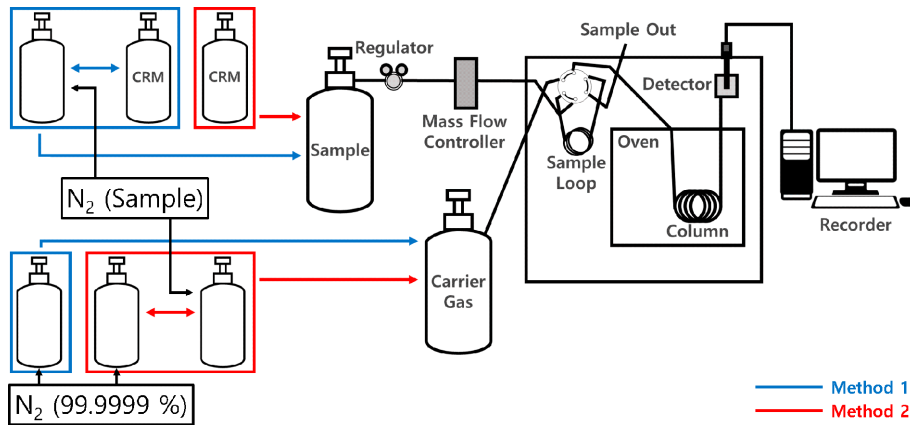 Sample Out
Regulator
CRM
CRM
Detector
Mass Flow
Controller
Sample
Sample
Loop
Oven
N₂ (Sample)
Column
Recorder
Carrier
Gas
N₂ (99.9999 %)
Method 1
Method 2